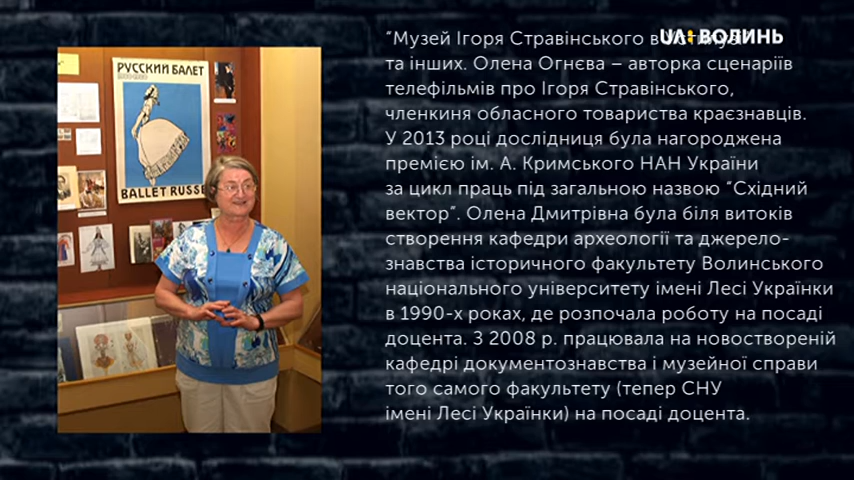 UA: ВОЛИНЬ
“Музей Ігоря Стравінського в Устилузі”
та інших. Олена Огнєва – авторка сценаріїв
телефільмів про Ігоря Стравінського,
членкиня обласного товариства краєзнавців.
У 2013 році дослідниця була нагороджена
премією ім. А. Кримського НАН України
за цикл праць під загальною назвою “Східний
вектор”. Олена Дмитрівна була біля витоків
створення кафедри археології та джерело-
знавства історичного факультету Волинського
національного університету імені Лесі Українки
в 1990-х роках, де розпочала роботу на посаді
доцента. З 2008 р. працювала на новоствореній
кафедрі документознавства і музейної справи
того самого факультету (тепер СНУ
імені Лесі Українки) на посаді доцента.
РУССКИЙ БАЛЕТ
BALLET RUSSE